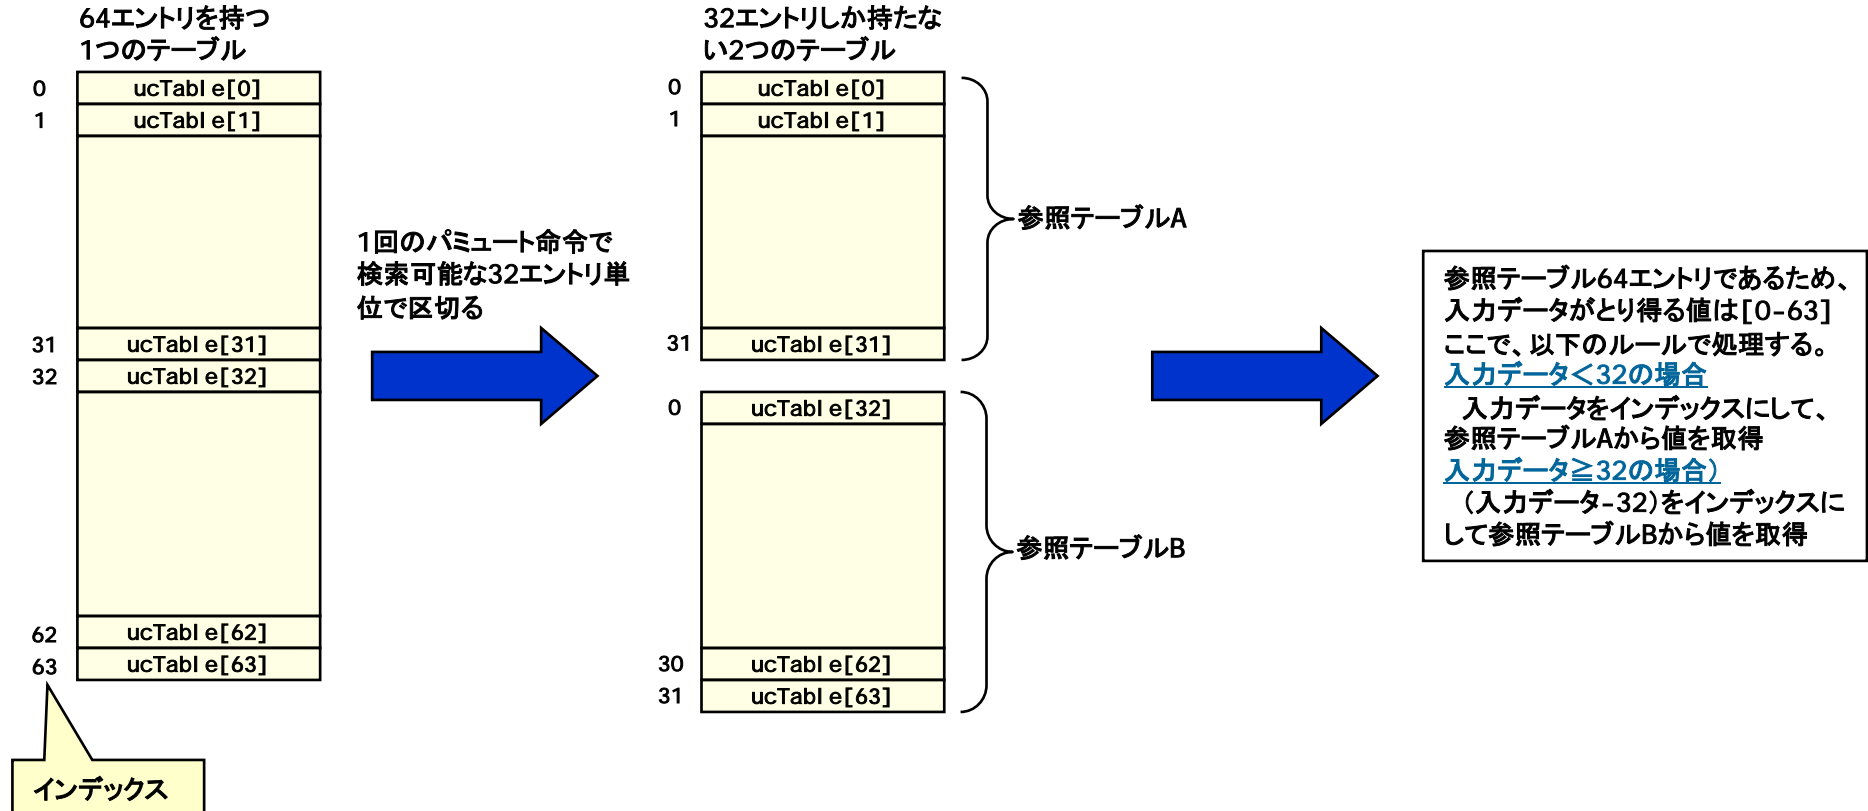 64エントリを持つ
1つのテーブル
0
ucTable[0]
1
ucTable[1]
31
ucTable[31]
32
ucTable[32]
62
ucTable[62]
63
ucTable[63]
インデックス
1回のパミュート命令で
検索可能な32エントリ単
位で区切る
32エントリしか持たな
い2つのテーブル
0
ucTable[0]
1
ucTable[1]
31
ucTable[31]
参照テーブルA
0
ucTable[32]
30
ucTable[62]
31
ucTable[63]
参照テーブルB
参照テーブル64エントリであるため、
入力データがとり得る値は[0-63]
ここで、以下のルールで処理する。
入力データ＜32の場合
入力データをインデックスにして、
参照テーブルAから値を取得
入力データ≧32の場合）
（入力データ-32）をインデックスに
して参照テーブルBから値を取得